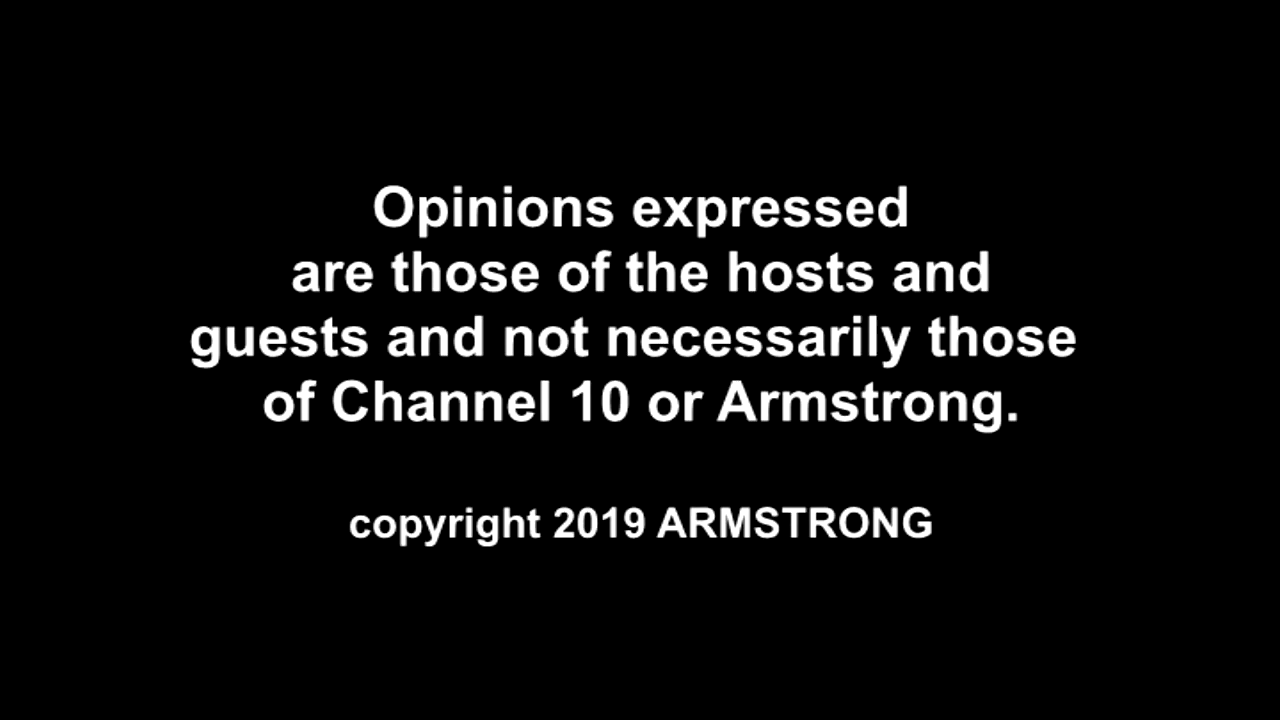 Opinions expressed
are those of the hosts and
guests and not necessarily those
of Channel 10 or Armstrong.
copyright 2019 ARMSTRONG